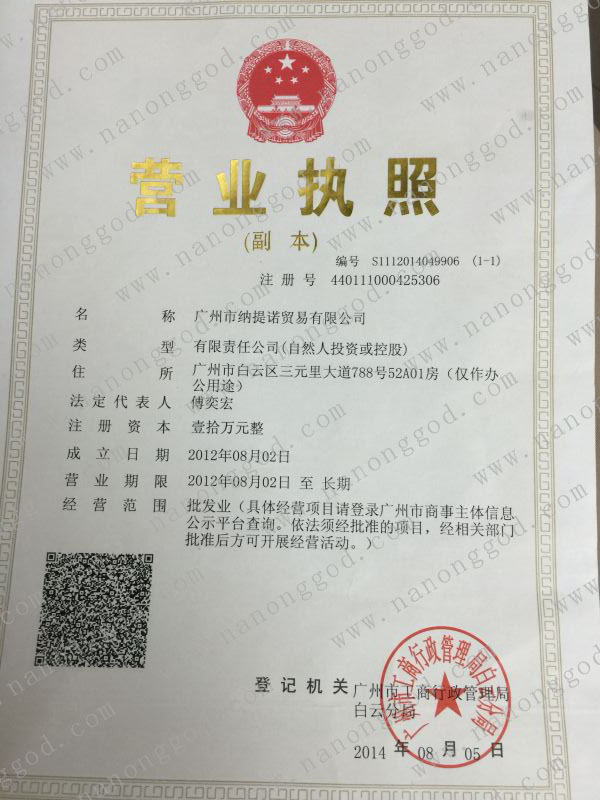 营业执照
(副 本)
编号 S1112014049906 (1-1)
注册号 440111000425306
名 称 广州市纳提诺贸易有限公司
类 型 有限责任公司(自然人投资或控股)
住 所 广州市白云区三元里大道788号52A01房（仅作办
公用途）
法定代表人 傅奕宏
注册资本 壹拾万元整
成立日期 2012年08月02日
营业期限 2012年08月02日 至 长期
经营范围 批发业（具体经营项目请登录广州市商事主体信息
公示平台查询。依法须经批准的项目，经相关部门
批准后方可开展经营活动。）
登记机关 广州市工商行政管理局
白云分局
广州市工商行政管理局白云分局
2014 年 08 月 05 日
www.nanonggod.com